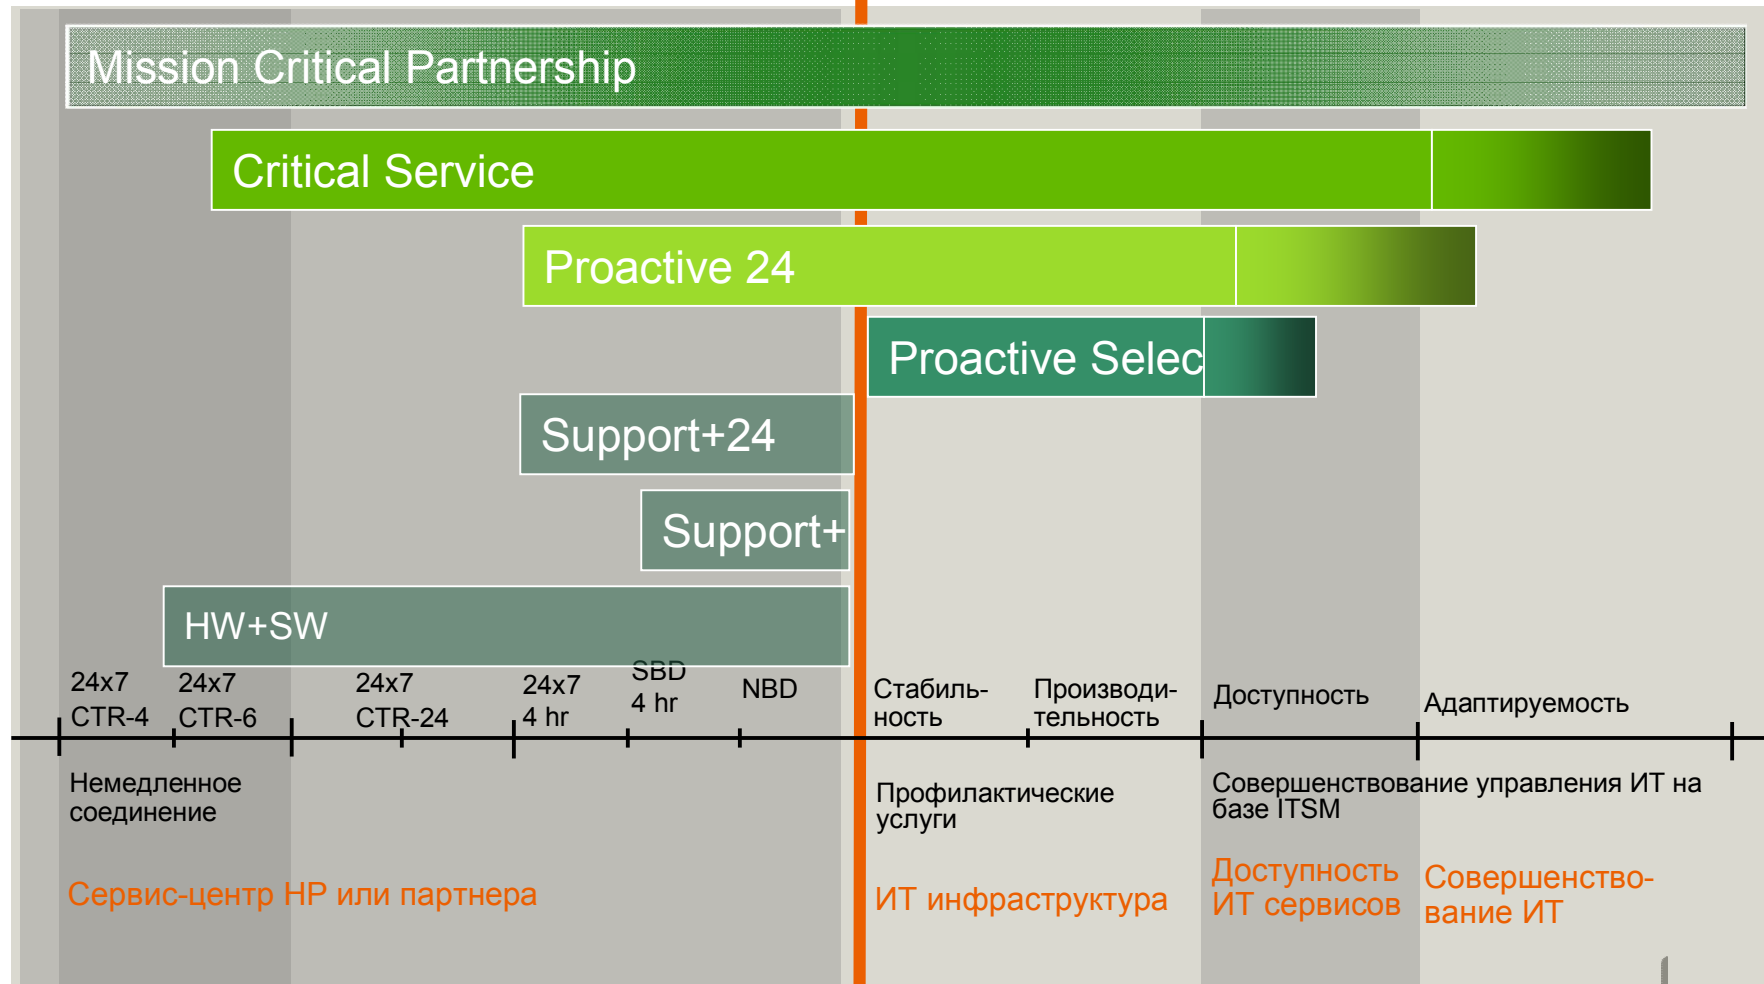 Mission Critical Partnership
Critical Service
Proactive 24
Proactive Selec
Support+24
Support+
HW+SW
24x7
CTR-4
24x7
CTR-6
24x7
CTR-24
24x7
4 hr
SBD
4 hr
NBD
Стабиль-
ность
Производи-
тельность
Доступность
Адаптируемость
Немедленное
соединение
Профилактические
услуги
Совершенствование управления ИТ на
базе ITSM
Сервис-центр HP или партнера
ИТ инфраструктура
Доступность
ИТ сервисов
Совершенство-
вание ИТ